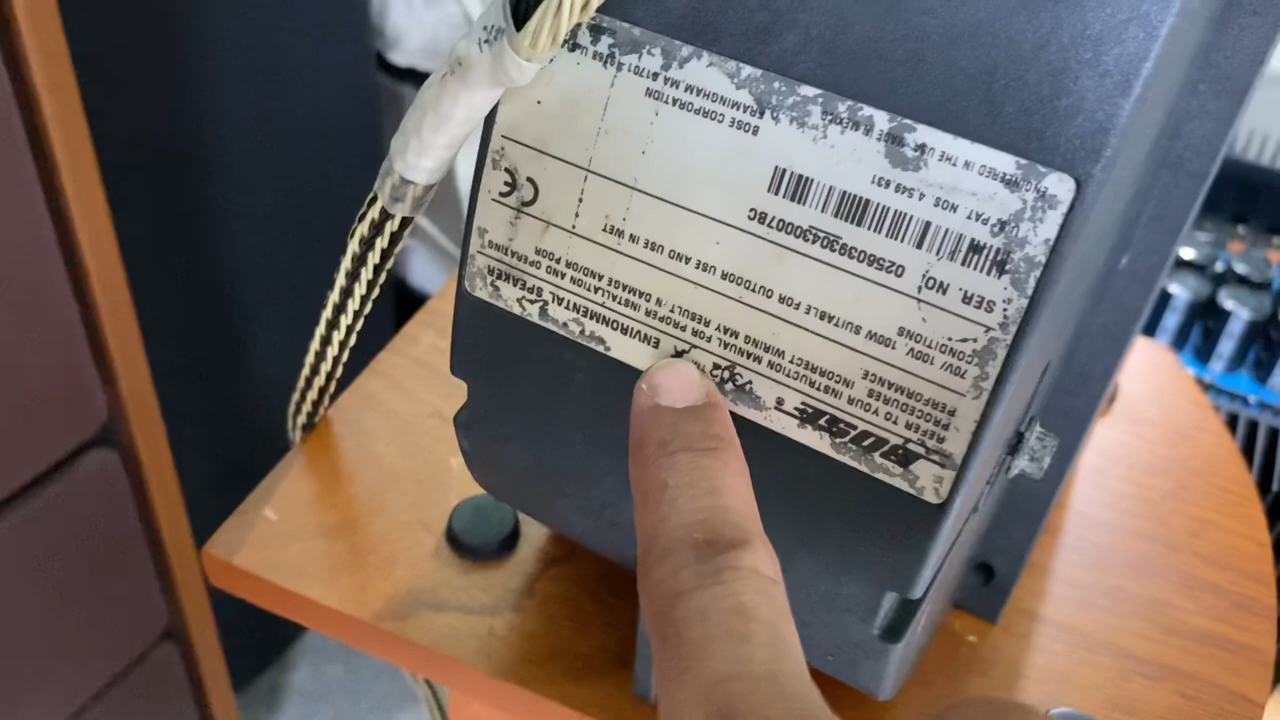 BOSE ®
ENVIRONMENTAL SPEAKER
REFER TO YOUR INSTRUCTION MANUAL FOR PROPER INSTALLATION AND OPERATING
PROCEDURES. INCORRECT WIRING MAY RESULT IN DAMAGE AND/OR POOR
PERFORMANCE.
70V/ 100V, 100W SUITABLE FOR OUTDOOR USE AND USE IN WET
CONDITIONS
SER. NO.
025603930430007BC
CE
U.S. PAT. NOS. 4,549,631
BOSE CORPORATION
ENGINEERED IN THE USA, MADE IN MEXICO
FRAMINGHAM, MA 01701